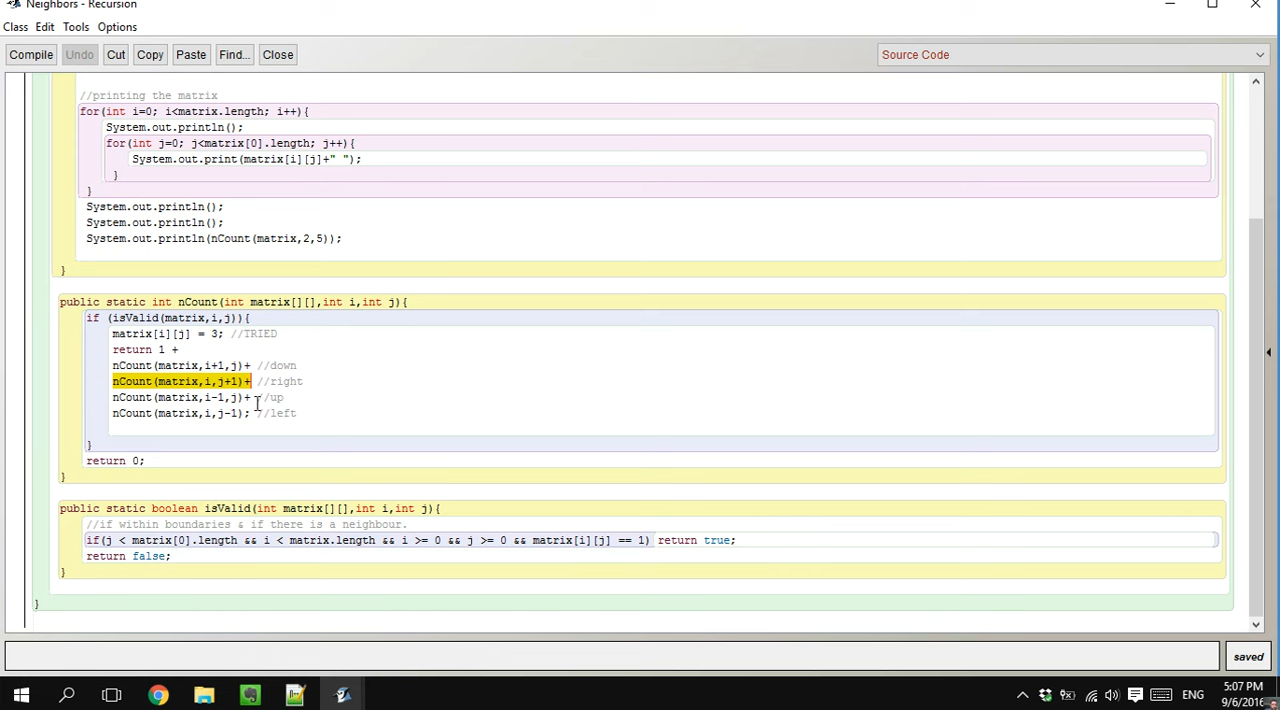 Neighbors - Recursion
Class Edit Tools Options
Compile Undo Cut Copy Paste Find... Close Source Code
//printing the matrix
for(int i=0; i<matrix.length; i++){
System.out.println();
for(int j=0; j<matrix[0].length; j++){
System.out.print(matrix[i][j]+" ");
}
}
System.out.println();
System.out.println();
System.out.println(nCount(matrix,2,5));
}
public static int nCount(int matrix[][],int i,int j){
if (isValid(matrix,i,j)){
matrix[i][j] = 3; //TRIED
return 1 +
nCount(matrix,i+1,j)+ //down
nCount(matrix,i,j+1)+ //right
nCount(matrix,i-1,j)+ //up
nCount(matrix,i,j-1); //left
}
return 0;
}
public static boolean isValid(int matrix[][],int i,int j){
//if within boundaries & if there is a neighbour.
if(j < matrix[0].length && i < matrix.length && i >= 0 && j >= 0 && matrix[i][j] == 1) return true;
return false;
}
}
saved
ENG
5:07 PM
9/6/2016